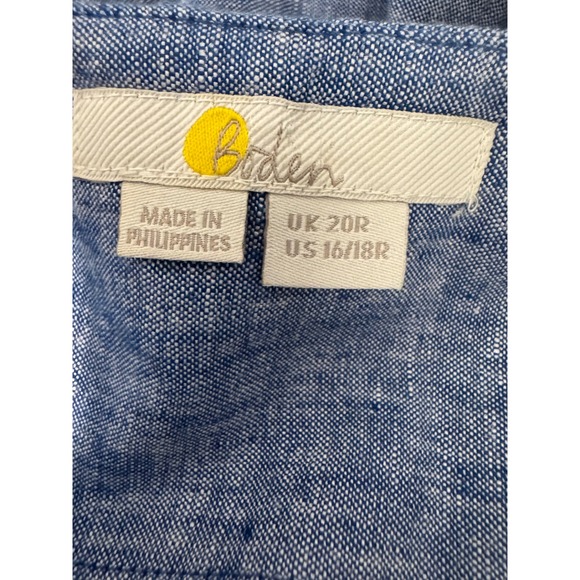 Boden
MADE IN
PHILIPPINES
UK 20R
US 16/18R